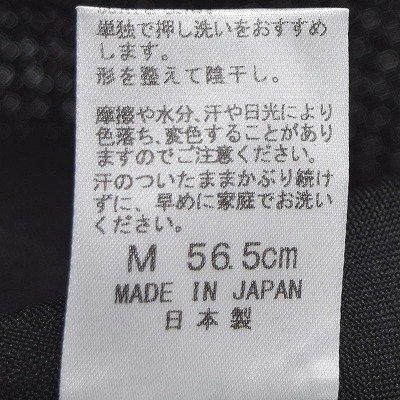 単独で押し洗いをおすすめ
します。
形を整えて陰干し。
摩擦や水分、汗や日光により
色落ち、変色することがあり
ますのでご注意ください。
汗のついたままかぶり続け
ずに、早めに家庭でお洗い
ください。
M 56.5cm
MADE IN JAPAN
日本製